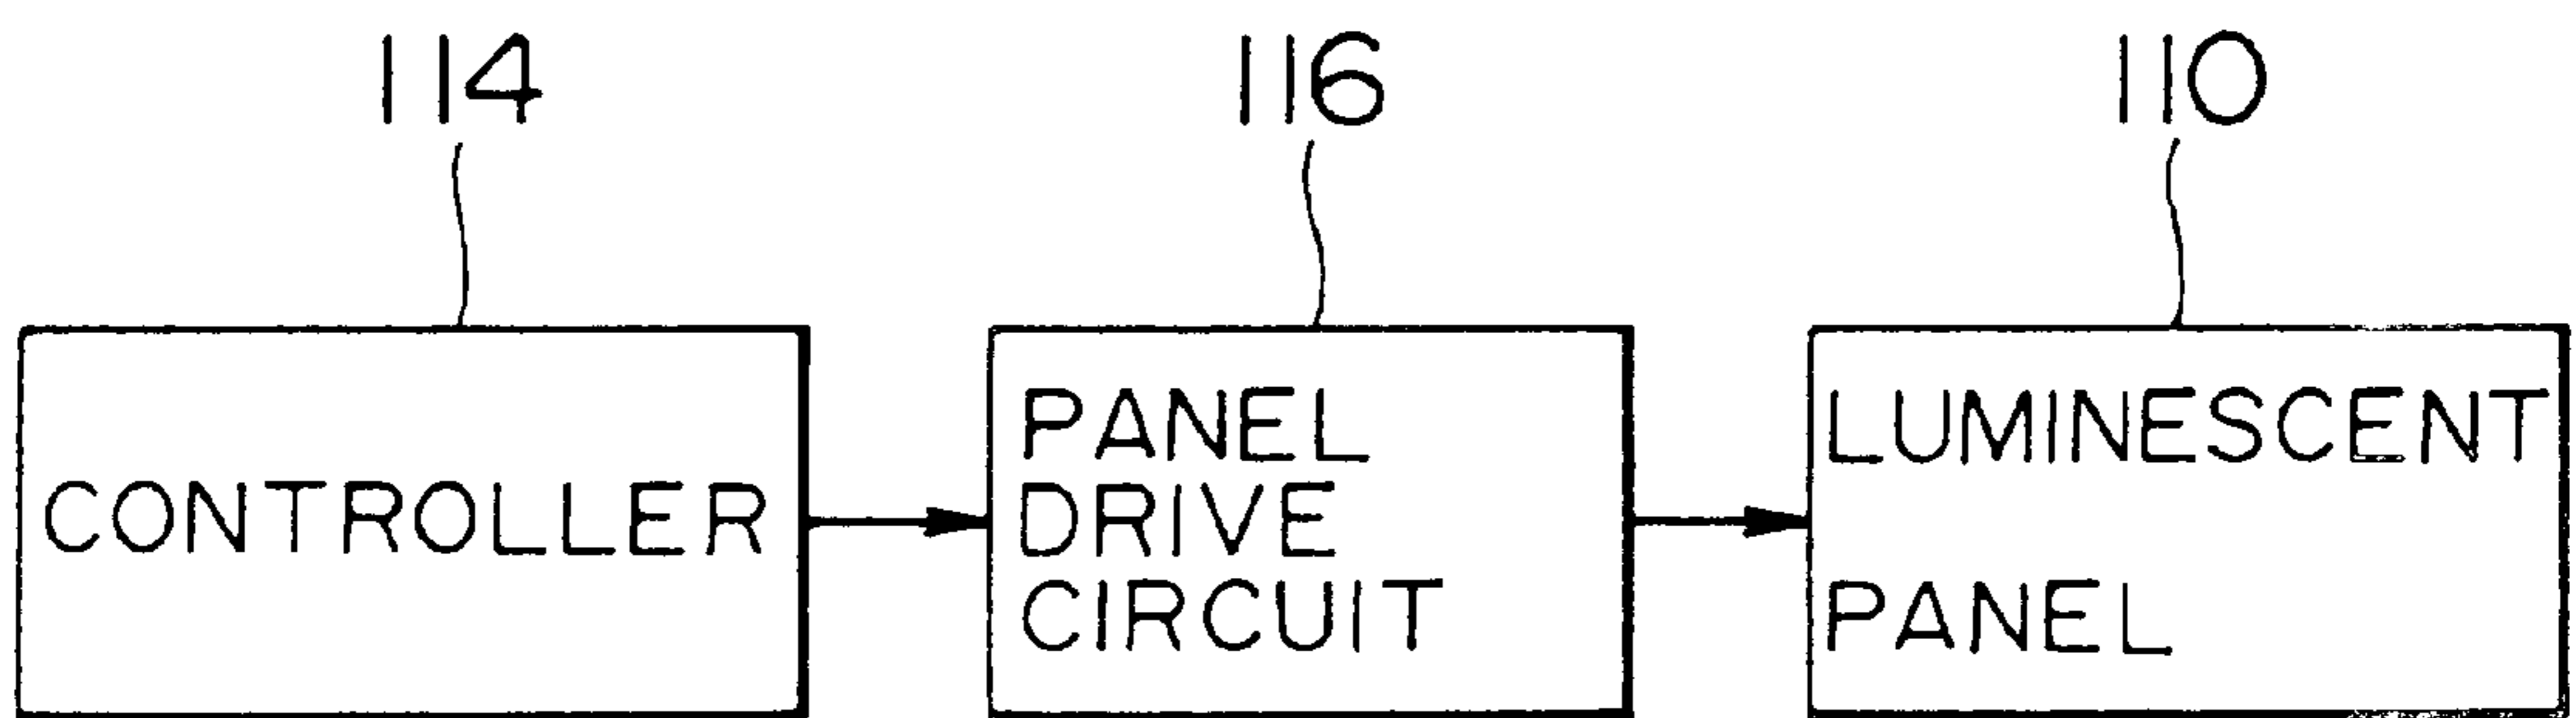 114
116
110
CONTROLLER
PANEL
DRIVE
CIRCUIT
LUMINESCENT
PANEL